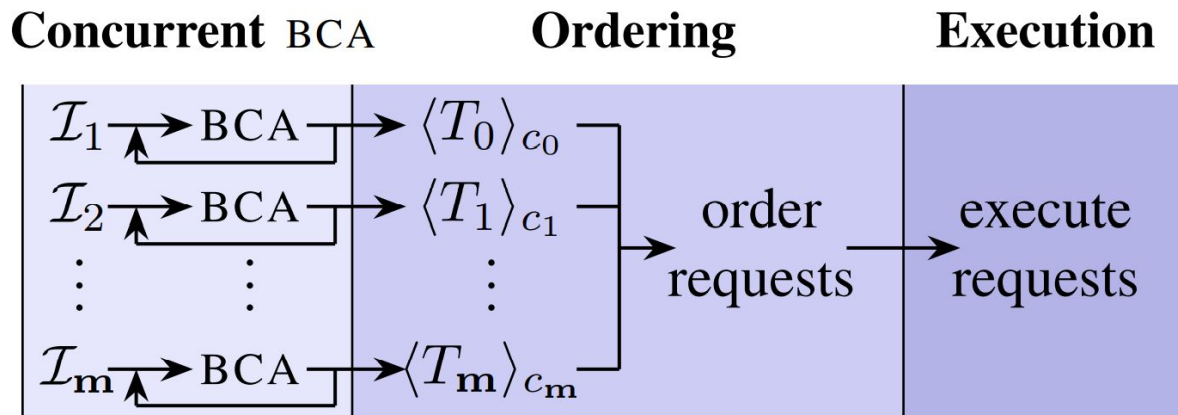 Concurrent BCA Ordering Execution
ℐ₁ BCA ⟨T₀⟩c₀
ℐ₂ BCA ⟨T₁⟩c₁
order execute
⋮ ⋮ ⋮ requests requests
ℐ𝐦 BCA ⟨T𝐦⟩c𝐦